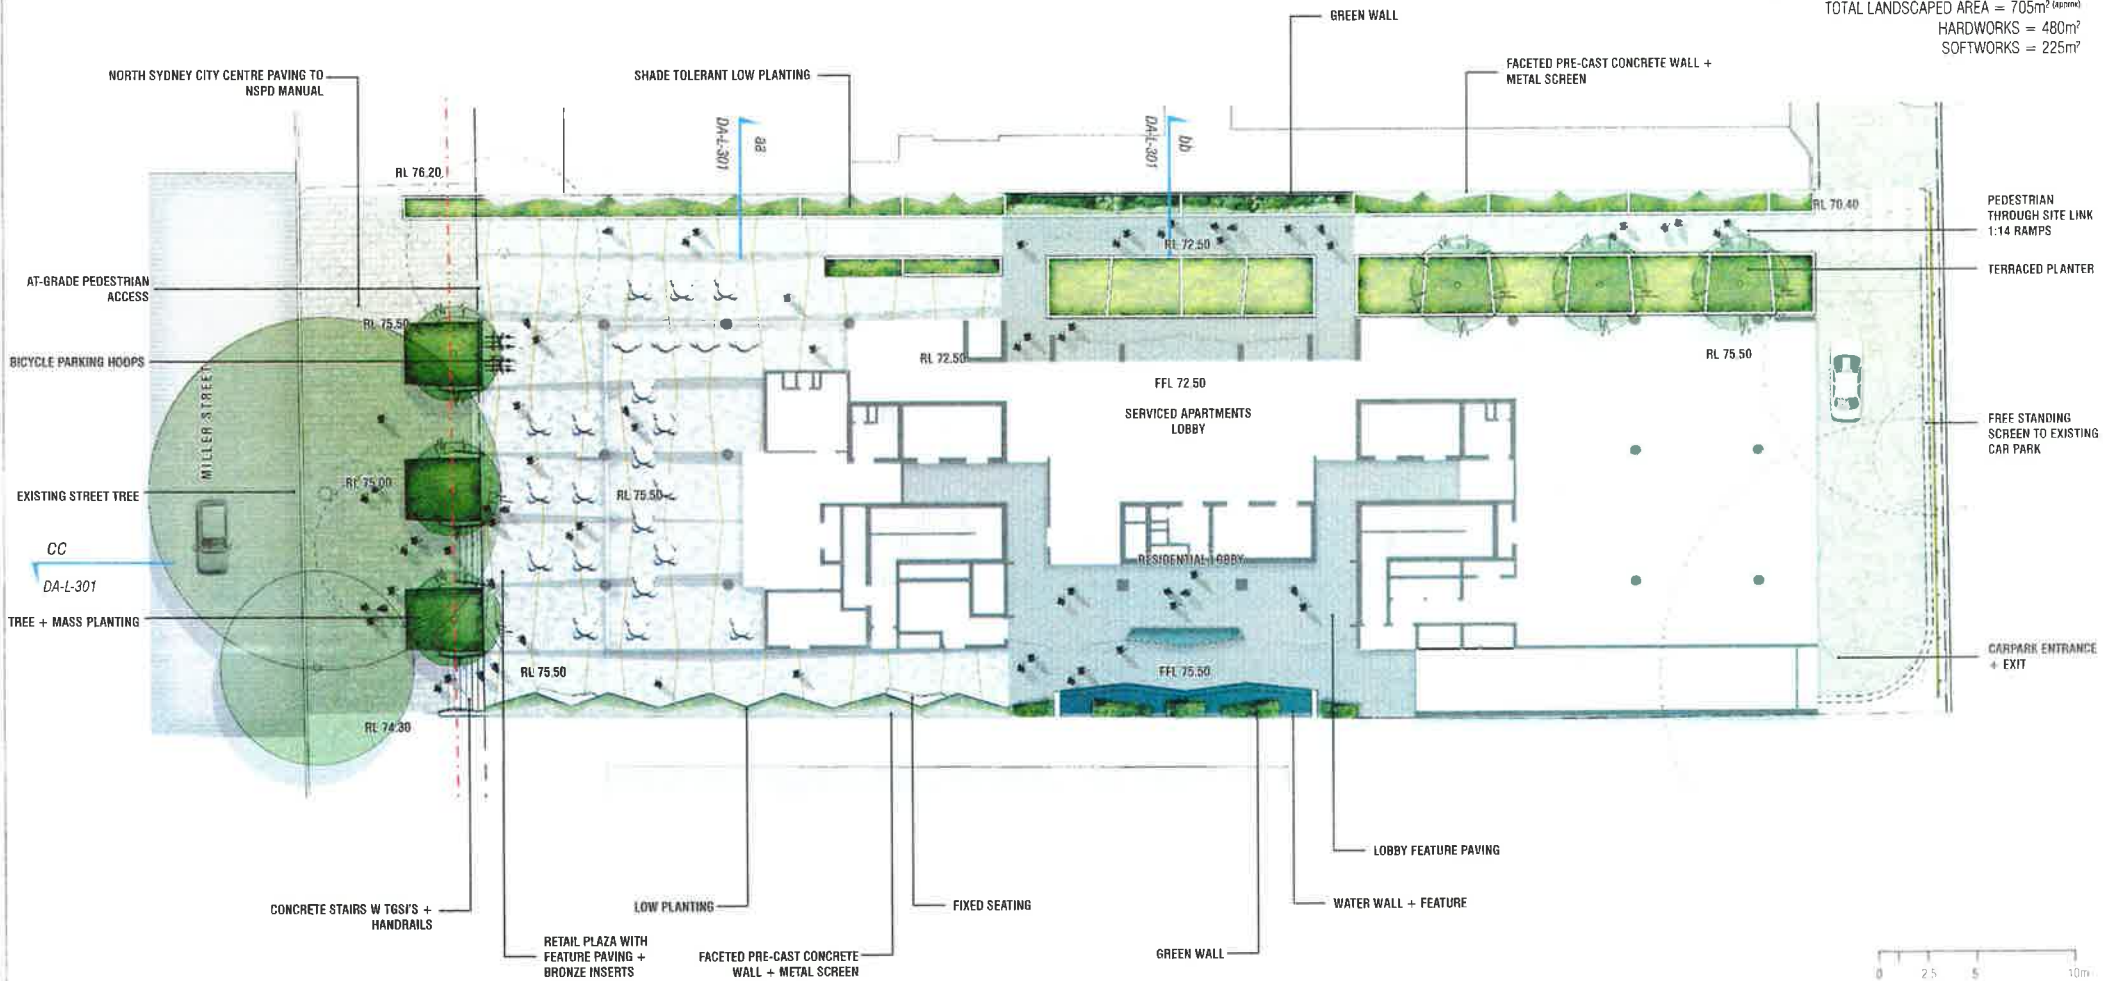 TOTAL LANDSCAPED AREA = 705m² (approx)
HARDWORKS = 480m²
SOFTWORKS = 225m²
GREEN WALL
NORTH SYDNEY CITY CENTRE PAVING TO
NSPD MANUAL
SHADE TOLERANT LOW PLANTING
FACETED PRE-CAST CONCRETE WALL +
METAL SCREEN
aa
DA-L-301
bb
DA-L-301
RL 76.20
RL 70.40
PEDESTRIAN
THROUGH SITE LINK
1:14 RAMPS
RL 72.50
AT-GRADE PEDESTRIAN
ACCESS
TERRACED PLANTER
RL 75.50
BICYCLE PARKING HOOPS
RL 72.50
RL 75.50
FFL 72.50
SERVICED APARTMENTS
LOBBY
MILLER STREET
FREE STANDING
SCREEN TO EXISTING
CAR PARK
EXISTING STREET TREE
RL 75.00
RL 75.50
CC
DA-L-301
RESIDENTIAL LOBBY
TREE + MASS PLANTING
RL 75.50
FFL 75.50
CARPARK ENTRANCE
+ EXIT
RL 74.30
LOBBY FEATURE PAVING
CONCRETE STAIRS W TGSI'S +
HANDRAILS
LOW PLANTING
FIXED SEATING
WATER WALL + FEATURE
RETAIL PLAZA WITH
FEATURE PAVING +
BRONZE INSERTS
FACETED PRE-CAST CONCRETE
WALL + METAL SCREEN
GREEN WALL
0 2.5 5 10m